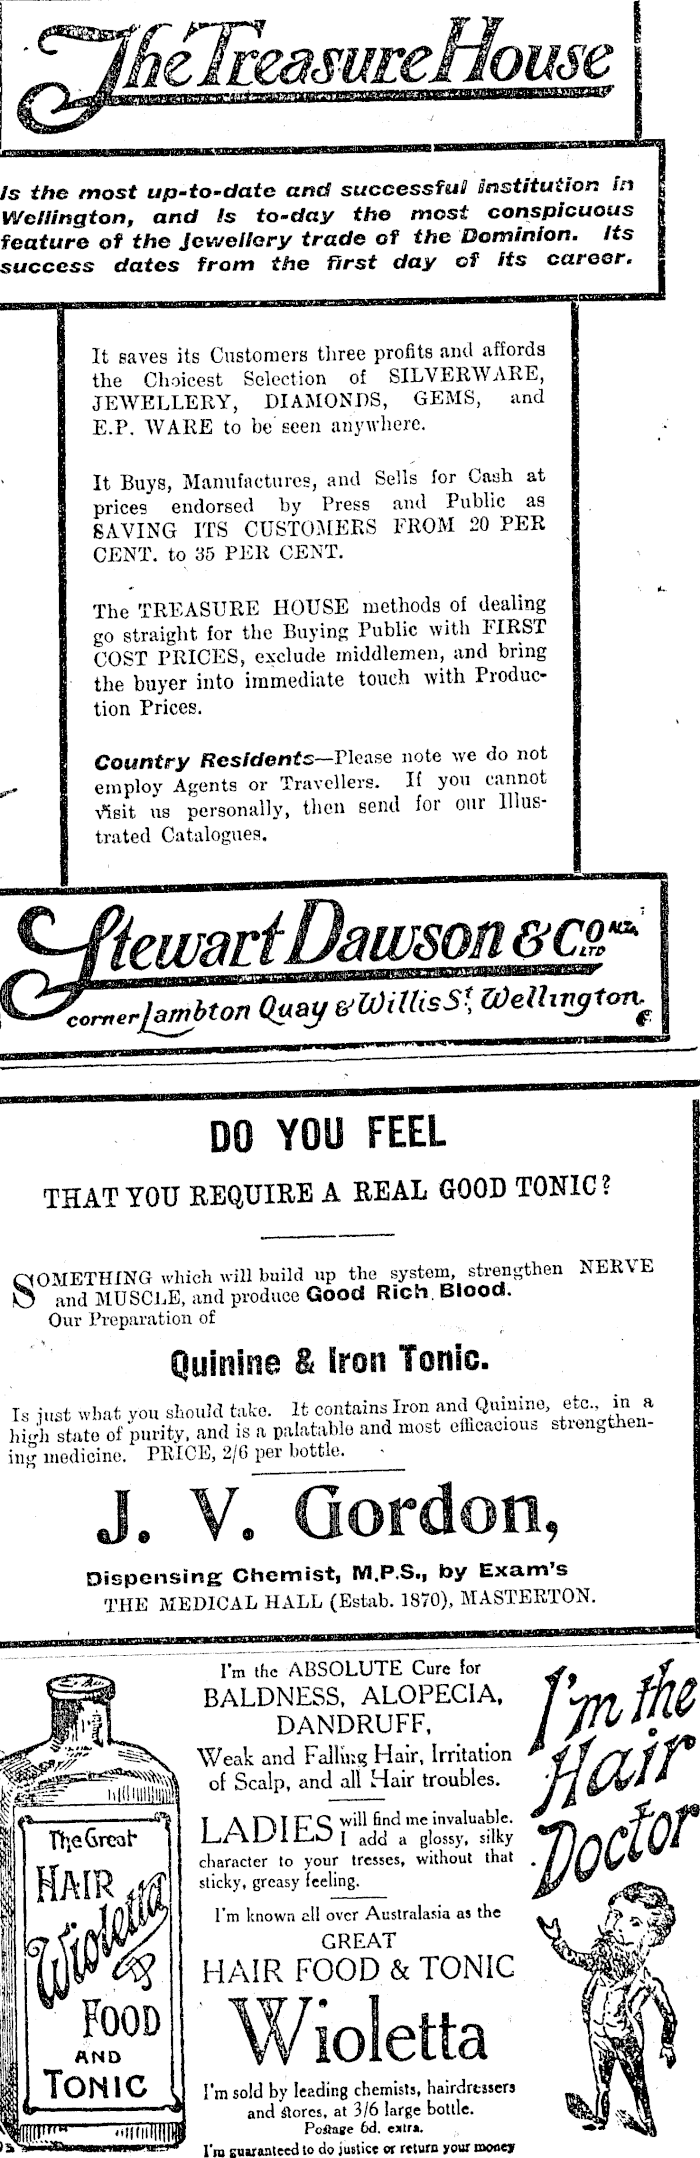 The Treasure House
Is the most up-to-date and successful institution in
Wellington, and is to-day the most conspicuous
feature of the Jewellery trade of the Dominion. Its
success dates from the first day of its career.
It saves its Customers three profits and affords
the Choicest Selection of SILVERWARE,
JEWELLERY, DIAMONDS, GEMS, and
E.P. WARE to be seen anywhere.
It Buys, Manufactures, and Sells for Cash at
prices endorsed by Press and Public as
SAVING ITS CUSTOMERS FROM 20 PER
CENT. to 35 PER CENT.
The TREASURE HOUSE methods of dealing
go straight for the Buying Public with FIRST
COST PRICES, exclude middlemen, and bring
the buyer into immediate touch with Produc-
tion Prices.
Country Residents—Please note we do not
employ Agents or Travellers. If you cannot
visit us personally, then send for our Illus-
trated Catalogues.
Stewart Dawson & Co. LTD N.Z.
corner Lambton Quay & Willis St., Wellington.
DO YOU FEEL
THAT YOU REQUIRE A REAL GOOD TONIC?
SOMETHING which will build up the system, strengthen NERVE
and MUSCLE, and produce Good Rich Blood.
Our Preparation of
Quinine & Iron Tonic.
Is just what you should take. It contains Iron and Quinine, etc., in a
high state of purity, and is a palatable and most efficacious strengthen-
ing medicine. PRICE, 2/6 per bottle.
J. V. Gordon,
Dispensing Chemist, M.P.S., by Exam's
THE MEDICAL HALL (Estab. 1870), MASTERTON.
The Great
HAIR
Wioletta
FOOD
AND
TONIC
I'm the ABSOLUTE Cure for
BALDNESS, ALOPECIA,
DANDRUFF,
Weak and Falling Hair, Irritation
of Scalp, and all Hair troubles.
LADIES will find me invaluable.
I add a glossy, silky
character to your tresses, without that
sticky, greasy feeling.
I'm known all over Australasia as the
GREAT
HAIR FOOD & TONIC
Wioletta
I'm sold by leading chemists, hairdressers
and stores, at 3/6 large bottle.
Postage 6d. extra.
I'm guaranteed to do justice or return your money
I'm the
Hair
Doctor